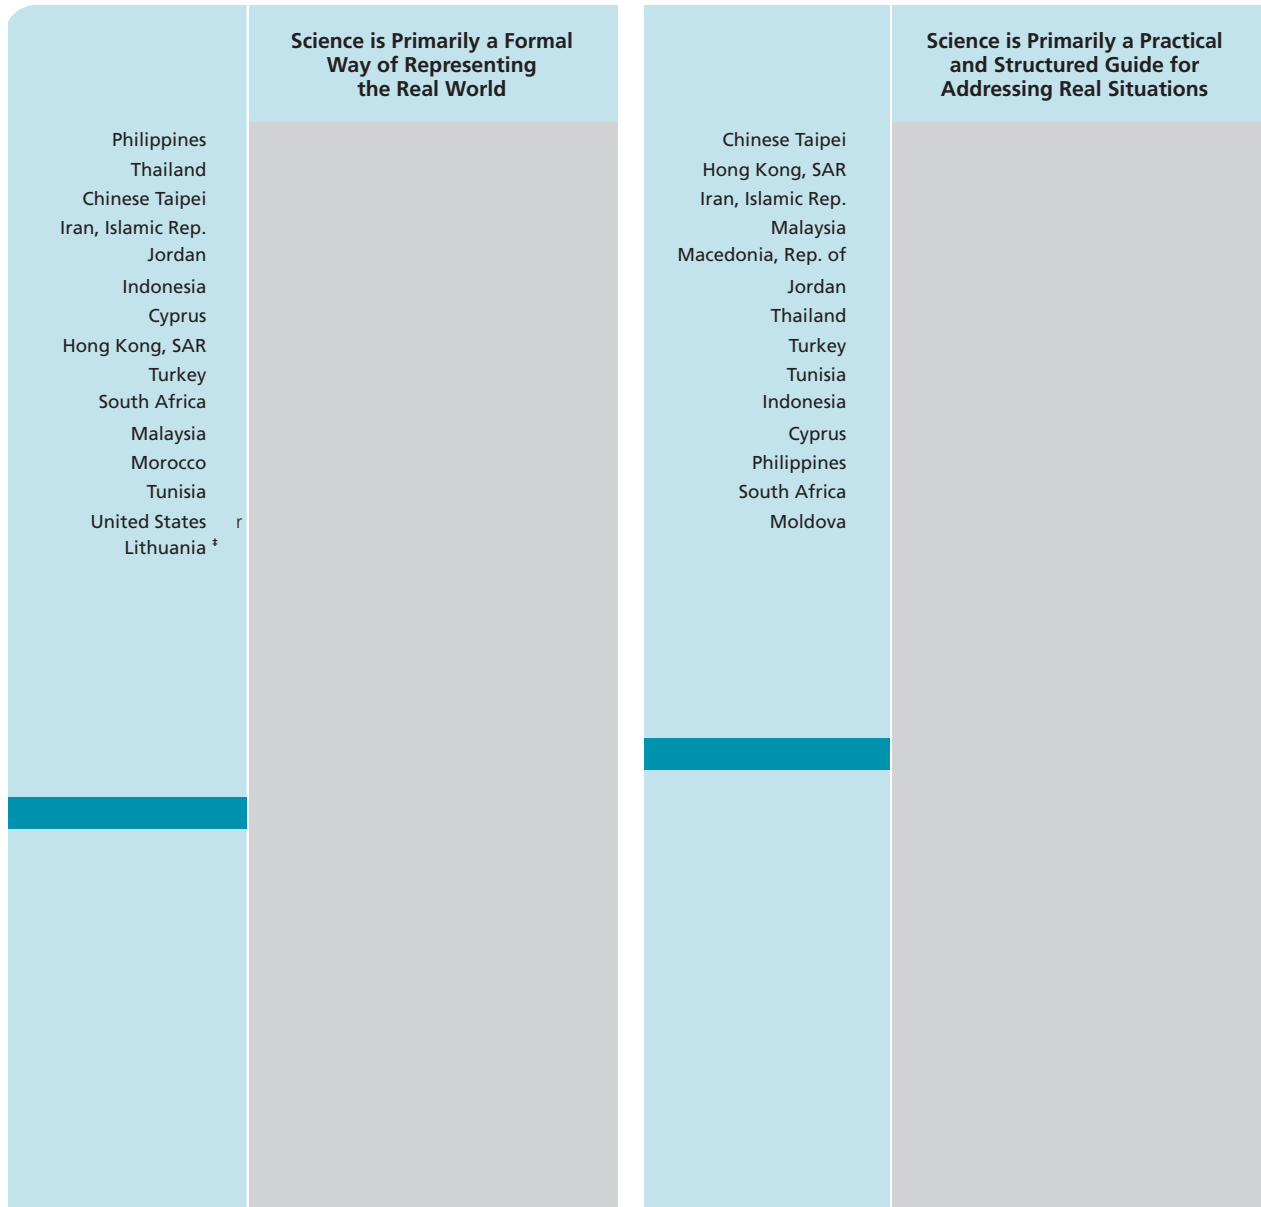 Science is Primarily a Formal
Way of Representing
the Real World
Philippines
Thailand
Chinese Taipei
Iran, Islamic Rep.
Jordan
Indonesia
Cyprus
Hong Kong, SAR
Turkey
South Africa
Malaysia
Morocco
Tunisia
United States r
Lithuania ‡
Science is Primarily a Practical
and Structured Guide for
Addressing Real Situations
Chinese Taipei
Hong Kong, SAR
Iran, Islamic Rep.
Malaysia
Macedonia, Rep. of
Jordan
Thailand
Turkey
Tunisia
Indonesia
Cyprus
Philippines
South Africa
Moldova